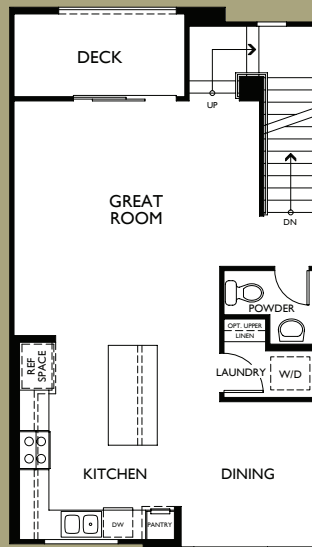 DECK
UP
GREAT
ROOM
DN
POWDER
OPT. UPPER
LINEN
REF
SPACE
LAUNDRY
W/D
KITCHEN
DINING
DW
PANTRY